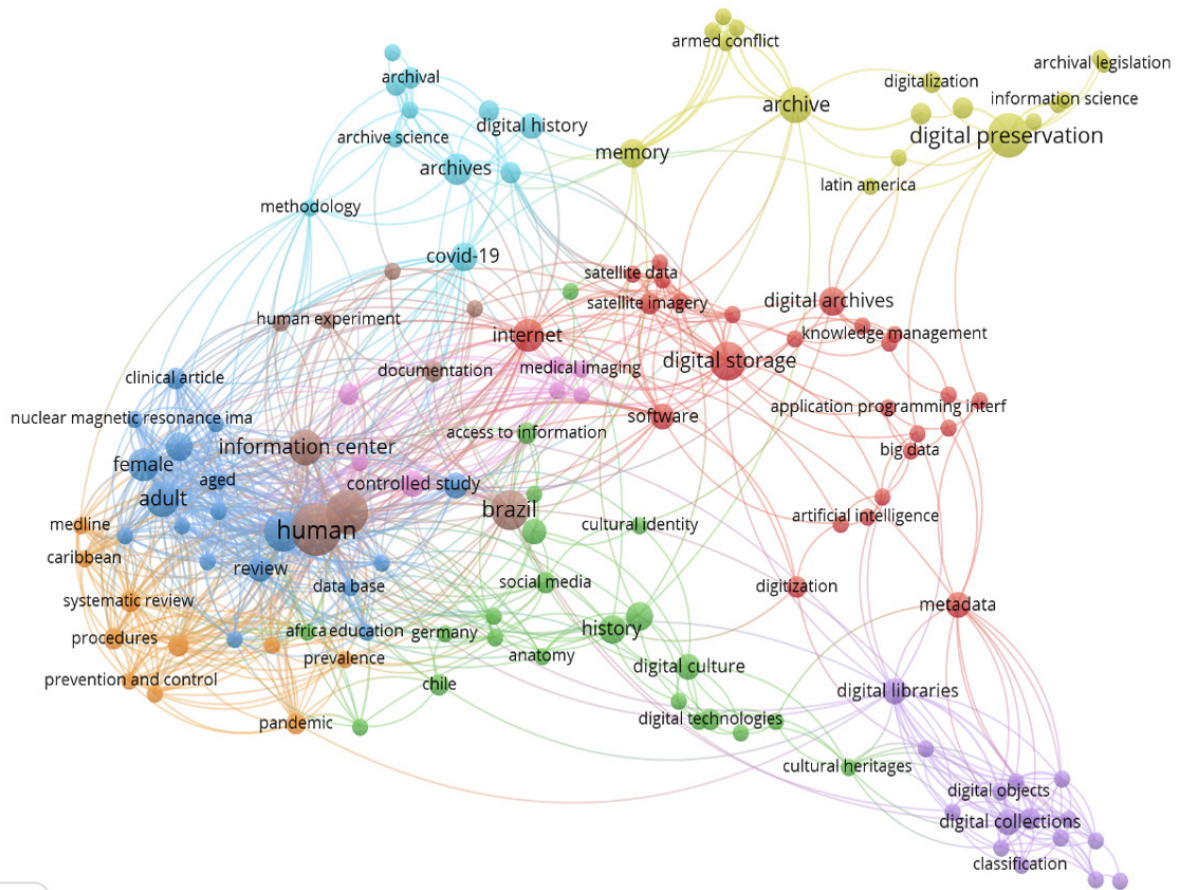 armed conflict
archival legislation
archival
digitalization
information science
archive
digital history
digital preservation
archive science
memory
archives
latin america
methodology
covid-19
satellite data
satellite imagery
digital archives
human experiment
internet
knowledge management
digital storage
documentation
medical imaging
clinical article
application programming interf
nuclear magnetic resonance ima
software
access to information
information center
big data
female
aged
controlled study
adult
brazil
artificial intelligence
medline
human
cultural identity
caribbean
review
data base
social media
digitization
systematic review
metadata
procedures
africa
education
germany
history
prevalence
anatomy
digital culture
prevention and control
chile
digital libraries
pandemic
digital technologies
cultural heritages
digital objects
digital collections
classification